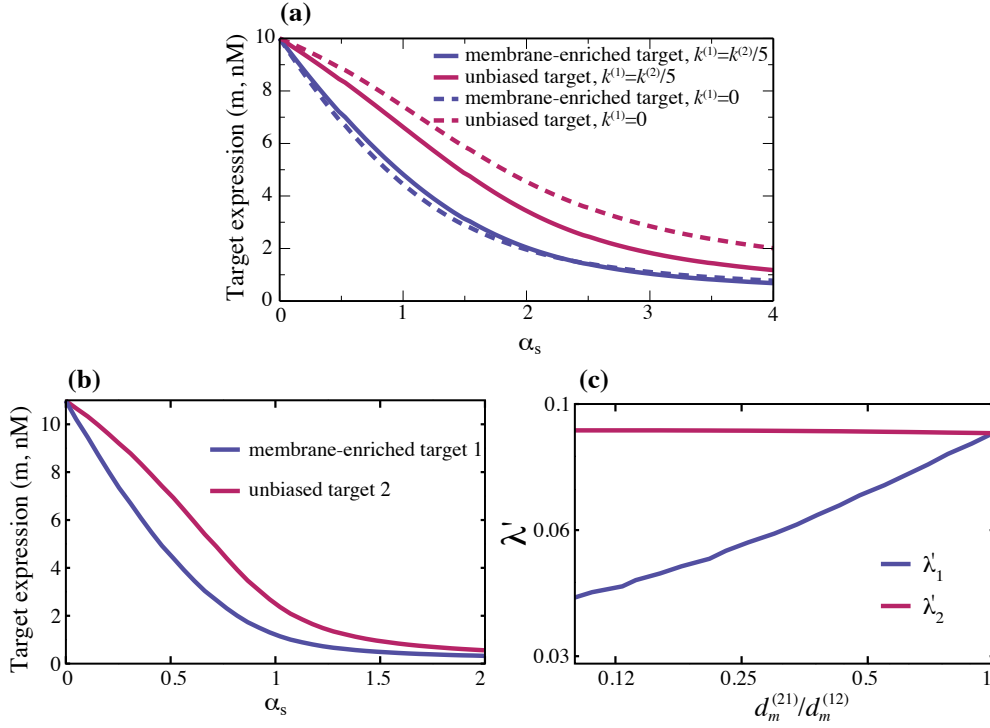 (a)
10
8
6
4
2
0
Target expression (m, nM)
membrane-enriched target, k⁽¹⁾=k⁽²⁾/5
unbiased target, k⁽¹⁾=k⁽²⁾/5
membrane-enriched target, k⁽¹⁾=0
unbiased target, k⁽¹⁾=0
0 1 2 3 4
αₛ
(b)
10
8
6
4
2
0
Target expression (m, nM)
membrane-enriched target 1
unbiased target 2
0 0.5 1 1.5 2
αₛ
(c)
0.1
0.06
0.03
λ'
λ'₁
λ'₂
0.12 0.25 0.5 1
dₘ⁽²¹⁾/dₘ⁽¹²⁾